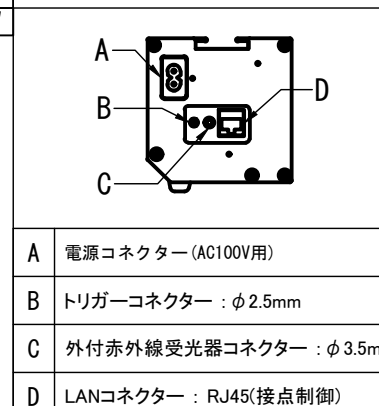 A
B
C
D
A 電源コネクター(AC100V用)
B トリガーコネクター：φ2.5mm
C 外付赤外線受光器コネクター：φ3.5m
D LANコネクター：RJ45(接点制御)